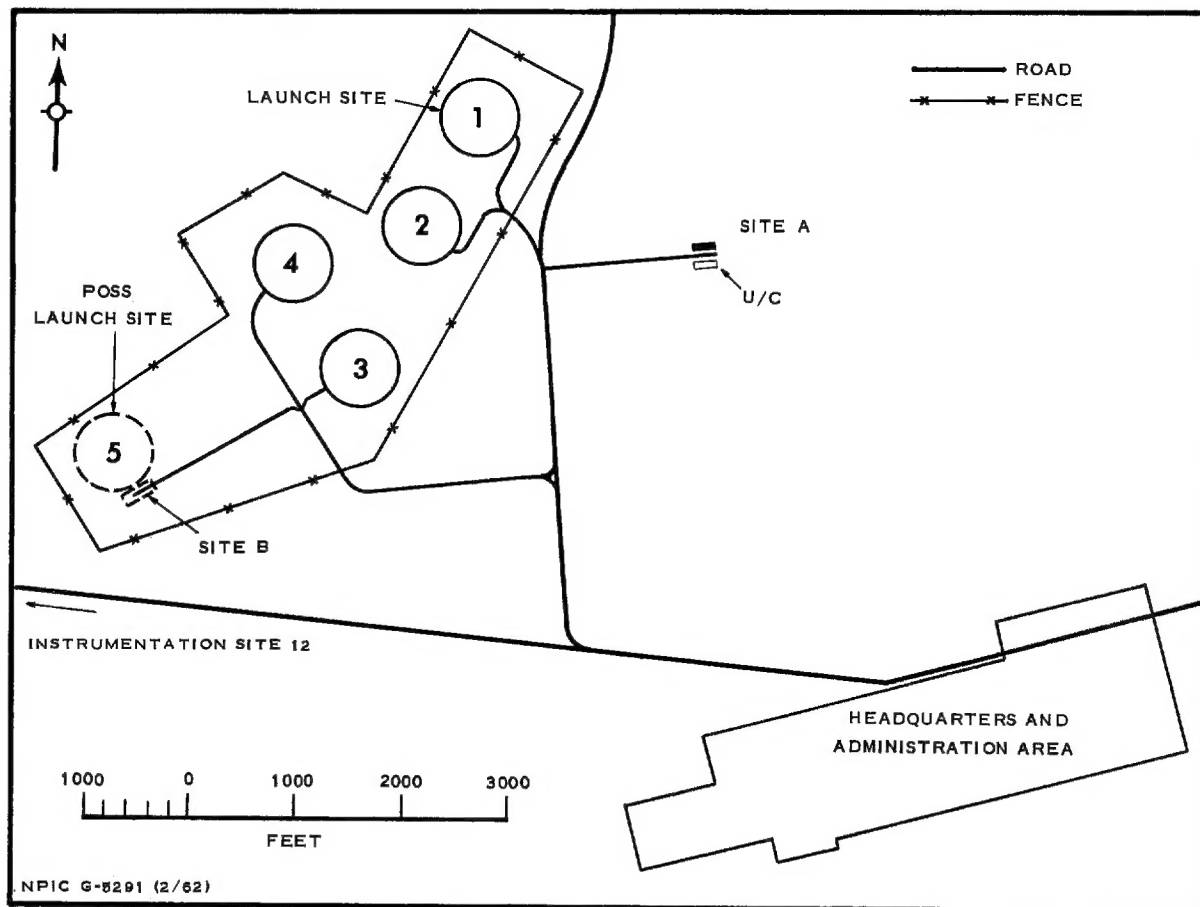 N
LAUNCH SITE
1
ROAD
FENCE
2
SITE A
4
U/C
POSS
LAUNCH SITE
3
5
SITE B
INSTRUMENTATION SITE 12
HEADQUARTERS AND
ADMINISTRATION AREA
1000 0 1000 2000 3000
FEET
NPIC G-5291 (2/62)